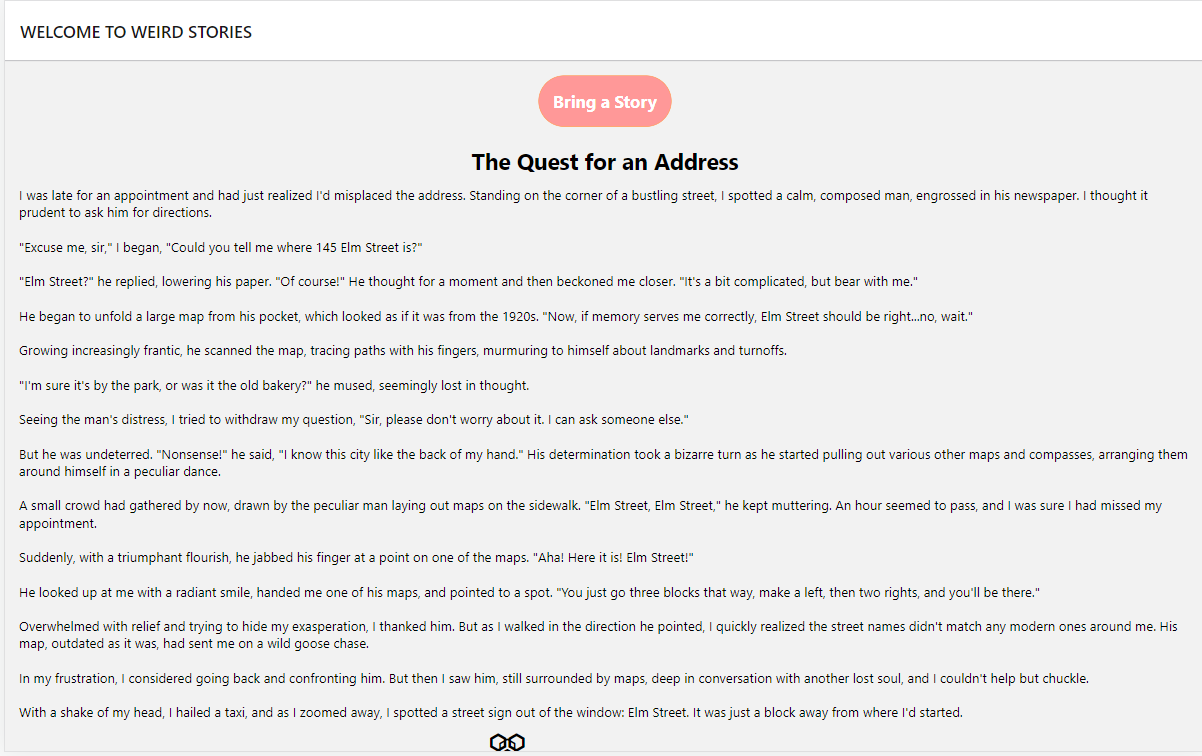 WELCOME TO WEIRD STORIES
Bring a Story
The Quest for an Address
I was late for an appointment and had just realized I'd misplaced the address. Standing on the corner of a bustling street, I spotted a calm, composed man, engrossed in his newspaper. I thought it
prudent to ask him for directions.
"Excuse me, sir," I began, "Could you tell me where 145 Elm Street is?"
"Elm Street?" he replied, lowering his paper. "Of course!" He thought for a moment and then beckoned me closer. "It's a bit complicated, but bear with me."
He began to unfold a large map from his pocket, which looked as if it was from the 1920s. "Now, if memory serves me correctly, Elm Street should be right...no, wait."
Growing increasingly frantic, he scanned the map, tracing paths with his fingers, murmuring to himself about landmarks and turnoffs.
"I'm sure it's by the park, or was it the old bakery?" he mused, seemingly lost in thought.
Seeing the man's distress, I tried to withdraw my question, "Sir, please don't worry about it. I can ask someone else."
But he was undeterred. "Nonsense!" he said, "I know this city like the back of my hand." His determination took a bizarre turn as he started pulling out various other maps and compasses, arranging them
around himself in a peculiar dance.
A small crowd had gathered by now, drawn by the peculiar man laying out maps on the sidewalk. "Elm Street, Elm Street," he kept muttering. An hour seemed to pass, and I was sure I had missed my
appointment.
Suddenly, with a triumphant flourish, he jabbed his finger at a point on one of the maps. "Aha! Here it is! Elm Street!"
He looked up at me with a radiant smile, handed me one of his maps, and pointed to a spot. "You just go three blocks that way, make a left, then two rights, and you'll be there."
Overwhelmed with relief and trying to hide my exasperation, I thanked him. But as I walked in the direction he pointed, I quickly realized the street names didn't match any modern ones around me. His
map, outdated as it was, had sent me on a wild goose chase.
In my frustration, I considered going back and confronting him. But then I saw him, still surrounded by maps, deep in conversation with another lost soul, and I couldn't help but chuckle.
With a shake of my head, I hailed a taxi, and as I zoomed away, I spotted a street sign out of the window: Elm Street. It was just a block away from where I'd started.